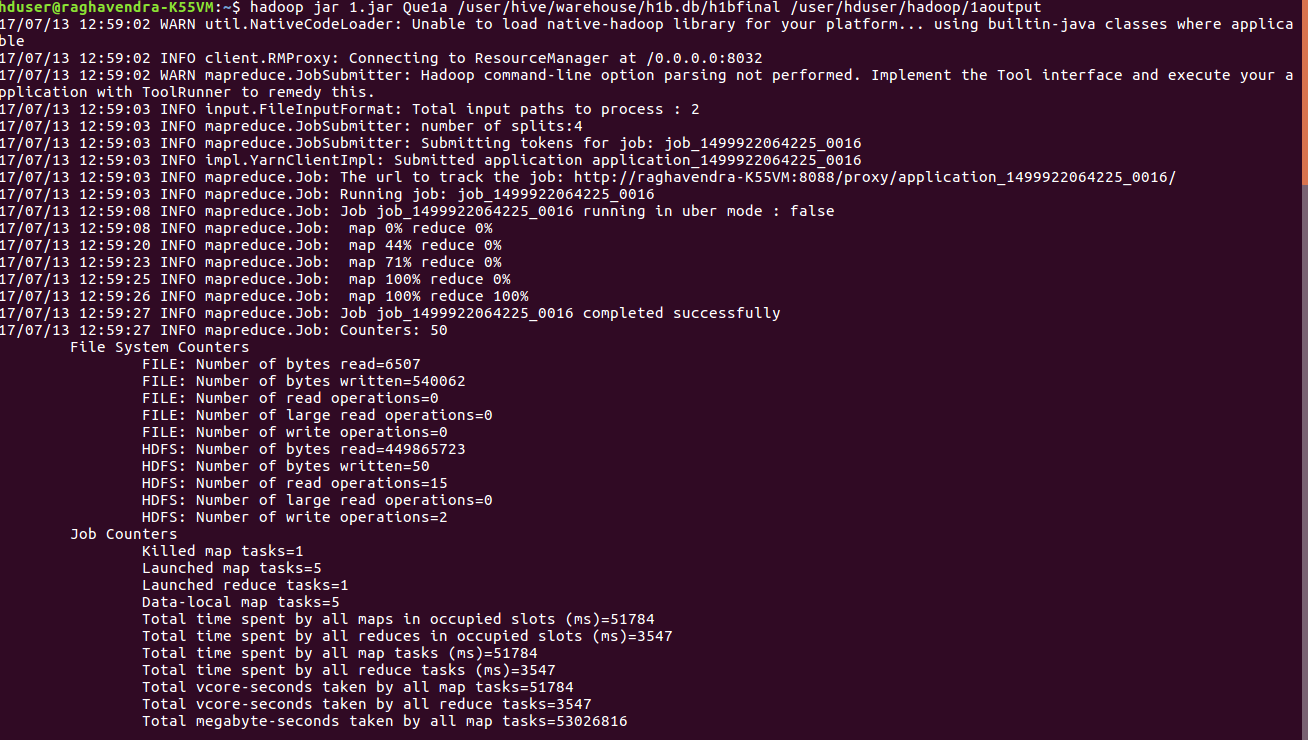 hduser@raghavendra-K55VM:~$ hadoop jar 1.jar Que1a /user/hive/warehouse/h1b.db/h1bfinal /user/hduser/hadoop/1aoutput
17/07/13 12:59:02 WARN util.NativeCodeLoader: Unable to load native-hadoop library for your platform... using builtin-java classes where applica
ble
17/07/13 12:59:02 INFO client.RMProxy: Connecting to ResourceManager at /0.0.0.0:8032
17/07/13 12:59:02 WARN mapreduce.JobSubmitter: Hadoop command-line option parsing not performed. Implement the Tool interface and execute your a
pplication with ToolRunner to remedy this.
17/07/13 12:59:03 INFO input.FileInputFormat: Total input paths to process : 2
17/07/13 12:59:03 INFO mapreduce.JobSubmitter: number of splits:4
17/07/13 12:59:03 INFO mapreduce.JobSubmitter: Submitting tokens for job: job_1499922064225_0016
17/07/13 12:59:03 INFO impl.YarnClientImpl: Submitted application application_1499922064225_0016
17/07/13 12:59:03 INFO mapreduce.Job: The url to track the job: http://raghavendra-K55VM:8088/proxy/application_1499922064225_0016/
17/07/13 12:59:03 INFO mapreduce.Job: Running job: job_1499922064225_0016
17/07/13 12:59:08 INFO mapreduce.Job: Job job_1499922064225_0016 running in uber mode : false
17/07/13 12:59:08 INFO mapreduce.Job:  map 0% reduce 0%
17/07/13 12:59:20 INFO mapreduce.Job:  map 44% reduce 0%
17/07/13 12:59:23 INFO mapreduce.Job:  map 71% reduce 0%
17/07/13 12:59:25 INFO mapreduce.Job:  map 100% reduce 0%
17/07/13 12:59:26 INFO mapreduce.Job:  map 100% reduce 100%
17/07/13 12:59:27 INFO mapreduce.Job: Job job_1499922064225_0016 completed successfully
17/07/13 12:59:27 INFO mapreduce.Job: Counters: 50
File System Counters
FILE: Number of bytes read=6507
FILE: Number of bytes written=540062
FILE: Number of read operations=0
FILE: Number of large read operations=0
FILE: Number of write operations=0
HDFS: Number of bytes read=449865723
HDFS: Number of bytes written=50
HDFS: Number of read operations=15
HDFS: Number of large read operations=0
HDFS: Number of write operations=2
Job Counters
Killed map tasks=1
Launched map tasks=5
Launched reduce tasks=1
Data-local map tasks=5
Total time spent by all maps in occupied slots (ms)=51784
Total time spent by all reduces in occupied slots (ms)=3547
Total time spent by all map tasks (ms)=51784
Total time spent by all reduce tasks (ms)=3547
Total vcore-seconds taken by all map tasks=51784
Total vcore-seconds taken by all reduce tasks=3547
Total megabyte-seconds taken by all map tasks=53026816